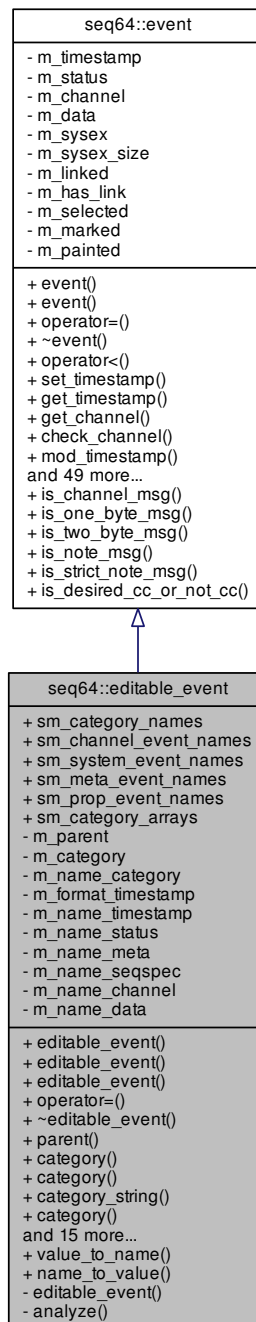 seq64::event
- m_timestamp
- m_status
- m_channel
- m_data
- m_sysex
- m_sysex_size
- m_linked
- m_has_link
- m_selected
- m_marked
- m_painted
+ event()
+ event()
+ operator=()
+ ~event()
+ operator<()
+ set_timestamp()
+ get_timestamp()
+ get_channel()
+ check_channel()
+ mod_timestamp()
and 49 more...
+ is_channel_msg()
+ is_one_byte_msg()
+ is_two_byte_msg()
+ is_note_msg()
+ is_strict_note_msg()
+ is_desired_cc_or_not_cc()
seq64::editable_event
+ sm_category_names
+ sm_channel_event_names
+ sm_system_event_names
+ sm_meta_event_names
+ sm_prop_event_names
+ sm_category_arrays
- m_parent
- m_category
- m_name_category
- m_format_timestamp
- m_name_timestamp
- m_name_status
- m_name_meta
- m_name_seqspec
- m_name_channel
- m_name_data
+ editable_event()
+ editable_event()
+ editable_event()
+ operator=()
+ ~editable_event()
+ parent()
+ category()
+ category()
+ category_string()
+ category()
and 15 more...
+ value_to_name()
+ name_to_value()
- editable_event()
- analyze()